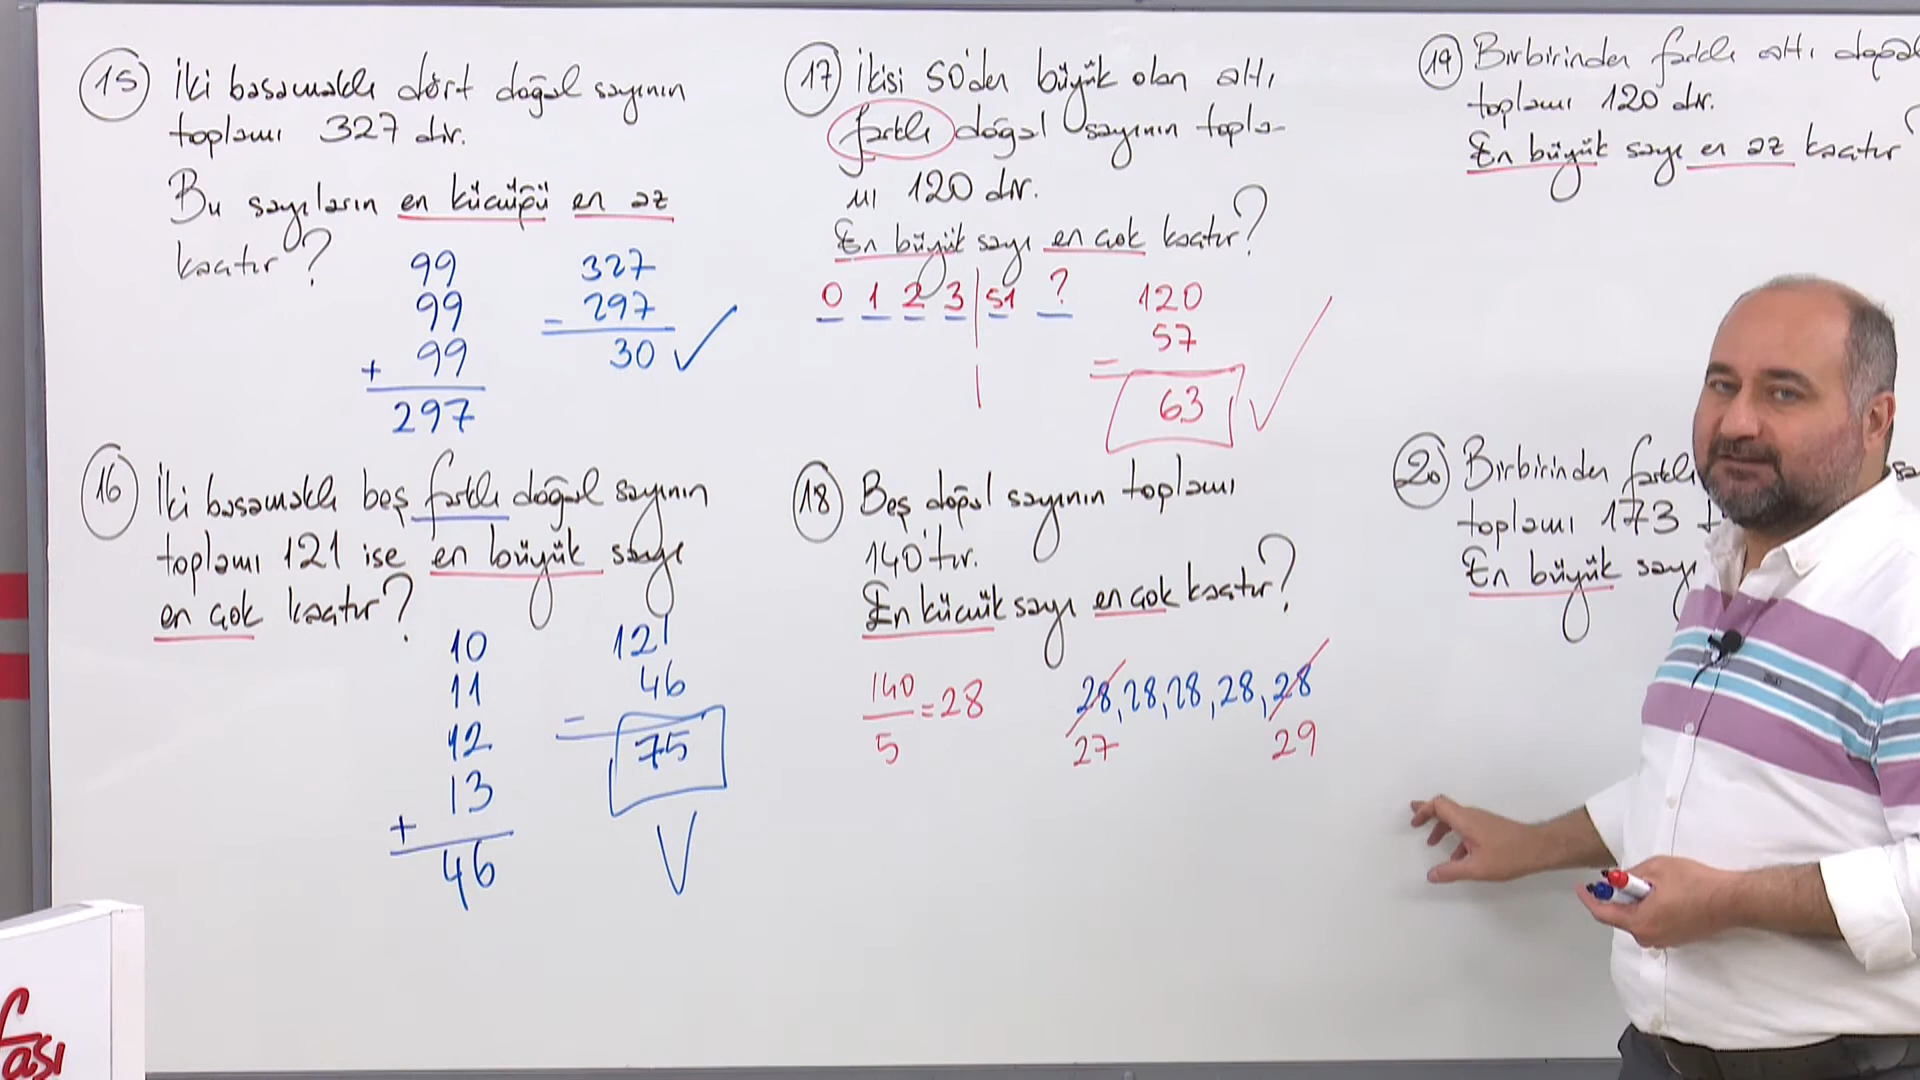 15 İki basamaklı dört doğal sayının
toplamı 327 dir.
Bu sayıların en küçüğü en az
kaçtır?
99
99
+ 99
297
327
- 297
30 ✓
16 İki basamaklı beş farklı doğal sayının
toplamı 121 ise en büyük sayı
en çok kaçtır?
10
11
12
+ 13
46
121
- 46
75
✓
17 İkisi 50'den büyük olan altı
farklı doğal sayının topla-
mı 120 dir.
En büyük sayı en çok kaçtır?
0 1 2 3 | 51 ?
120
- 57
63 ✓
18 Beş doğal sayının toplamı
140'tır.
En küçük sayı en çok kaçtır?
140/5 = 28
28, 28, 28, 28, 28
27 29
19 Birbirinden farklı altı doğal
toplamı 120 dir.
En büyük sayı en az kaçtır?
20 Birbirinden farklı
toplamı 173
En büyük sayı